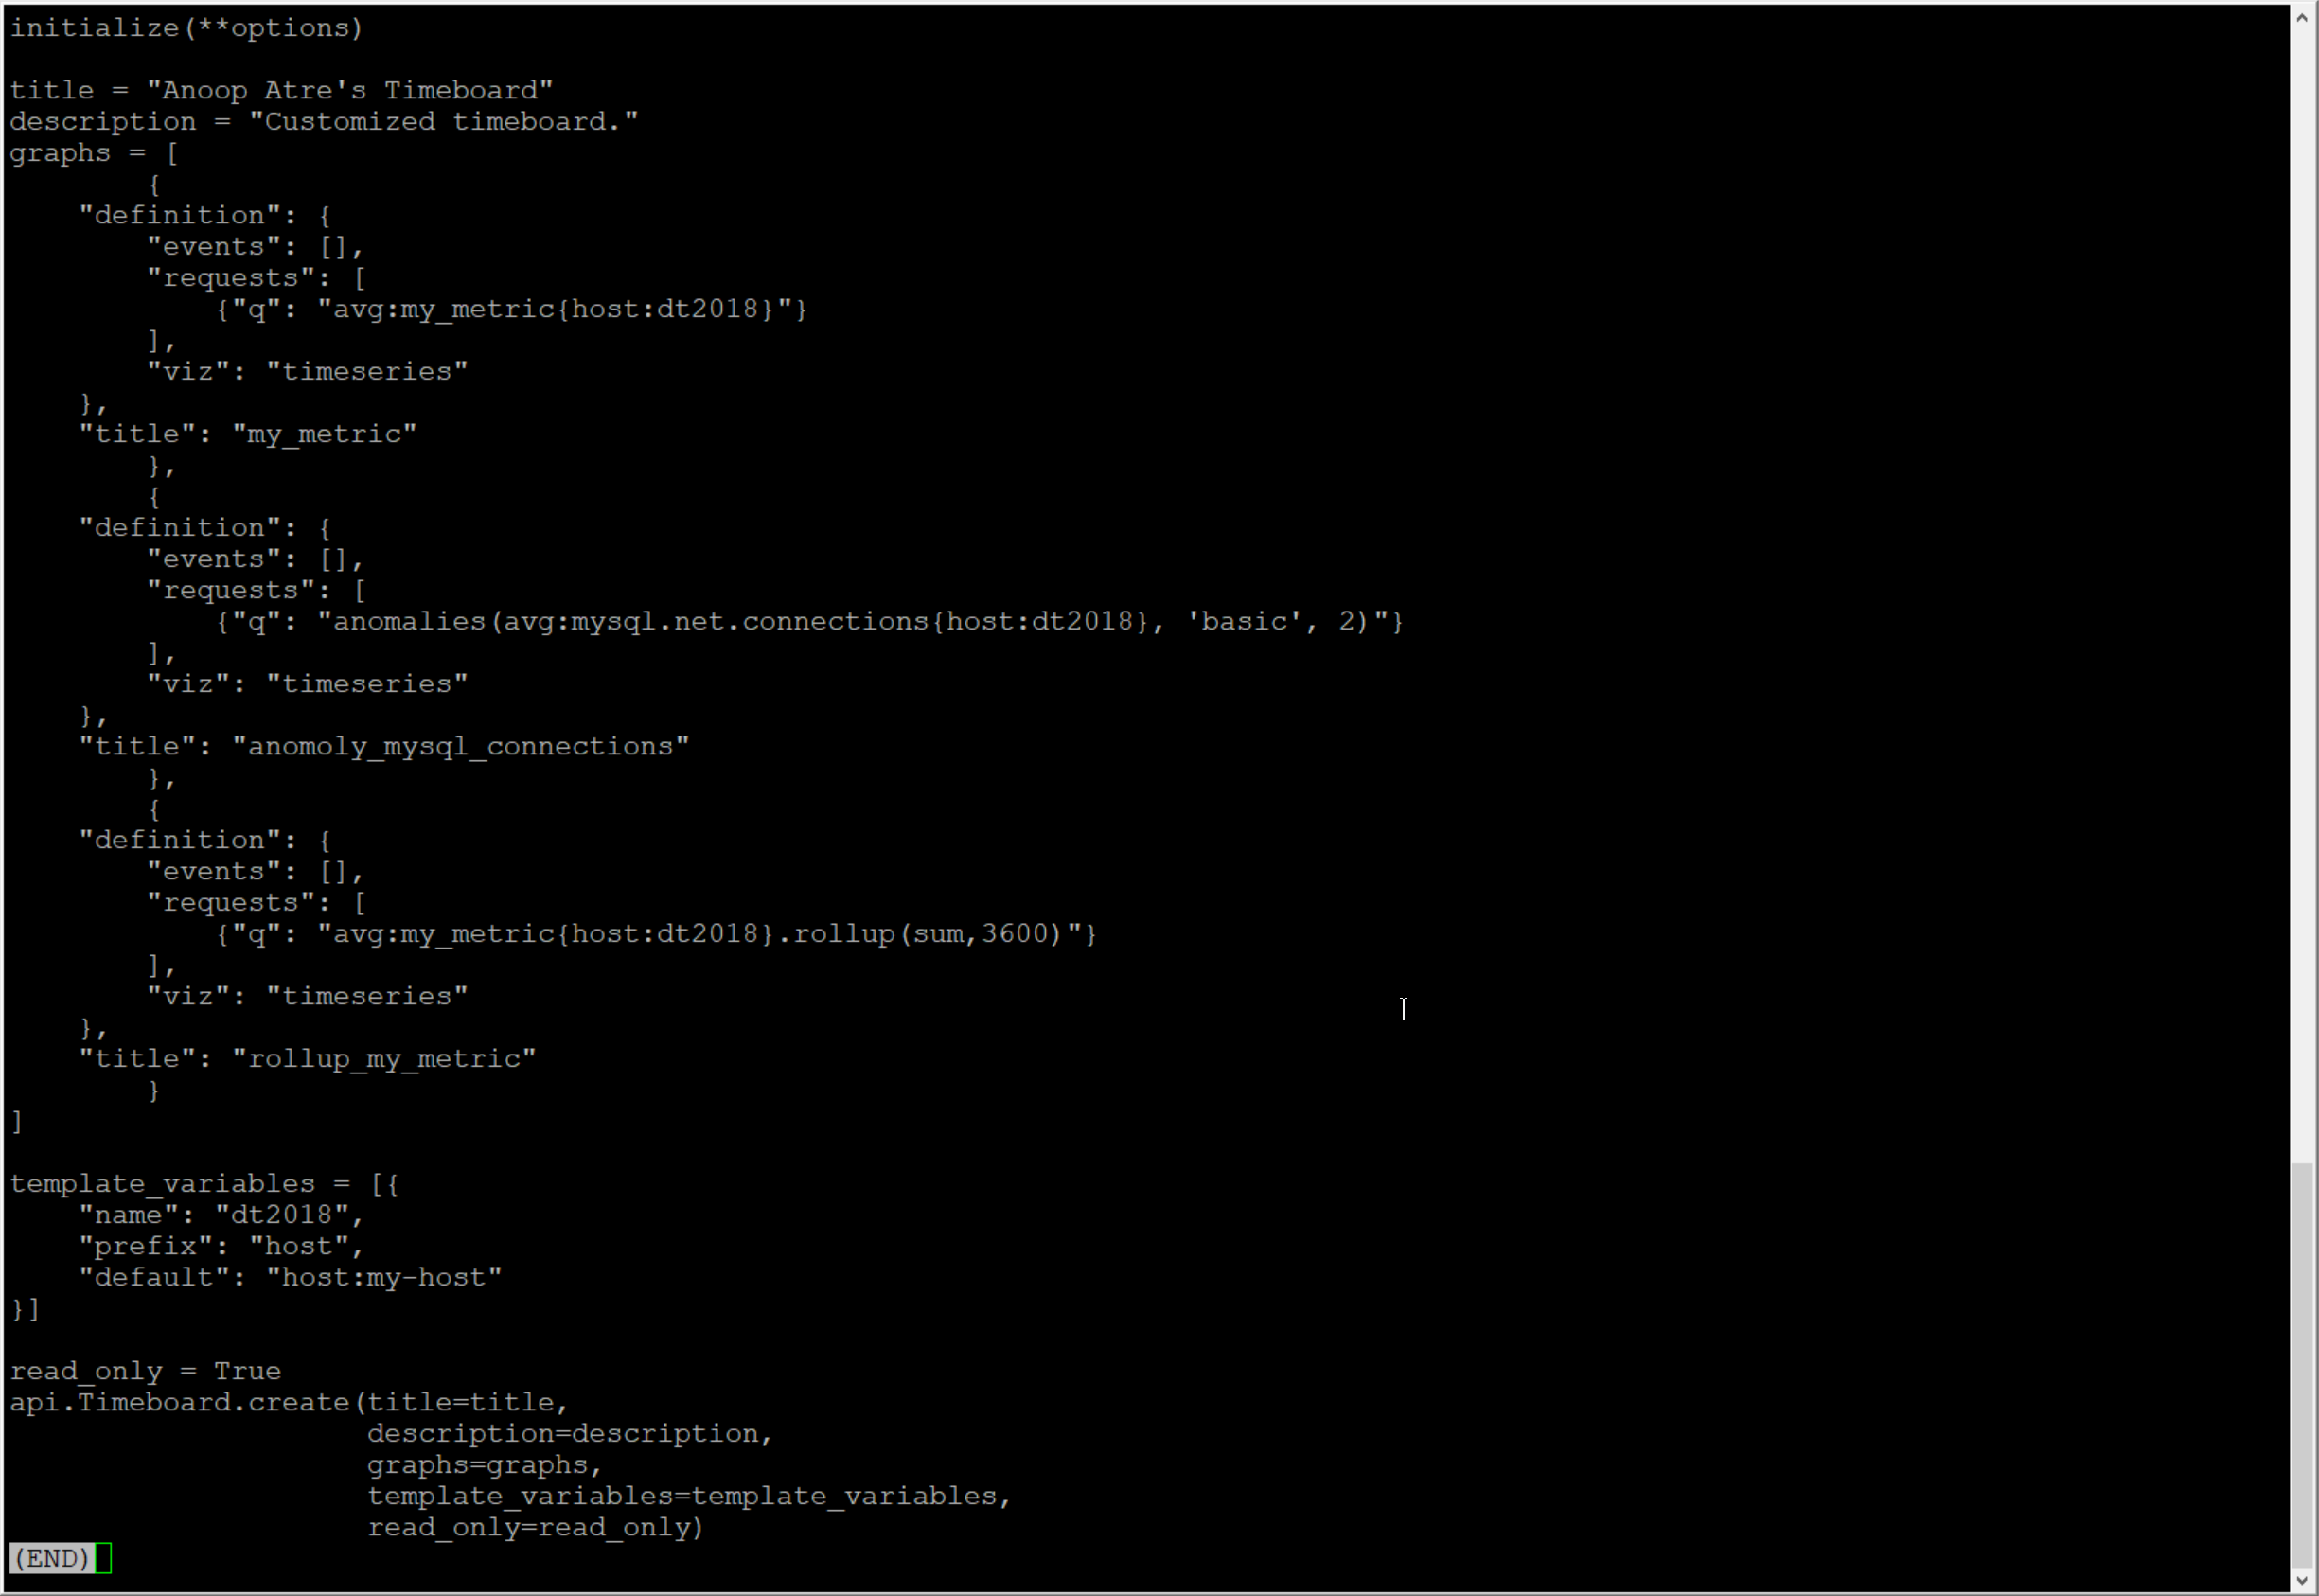 initialize(**options)

title = "Anoop Atre's Timeboard"
description = "Customized timeboard."
graphs = [
        {
    "definition": {
        "events": [],
        "requests": [
            {"q": "avg:my_metric{host:dt2018}"}
        ],
        "viz": "timeseries"
    },
    "title": "my_metric"
        },
        {
    "definition": {
        "events": [],
        "requests": [
            {"q": "anomalies(avg:mysql.net.connections{host:dt2018}, 'basic', 2)"}
        ],
        "viz": "timeseries"
    },
    "title": "anomoly_mysql_connections"
        },
        {
    "definition": {
        "events": [],
        "requests": [
            {"q": "avg:my_metric{host:dt2018}.rollup(sum,3600)"}
        ],
        "viz": "timeseries"
    },
    "title": "rollup_my_metric"
        }
]

template_variables = [{
    "name": "dt2018",
    "prefix": "host",
    "default": "host:my-host"
}]

read_only = True
api.Timeboard.create(title=title,
                     description=description,
                     graphs=graphs,
                     template_variables=template_variables,
                     read_only=read_only)
(END)